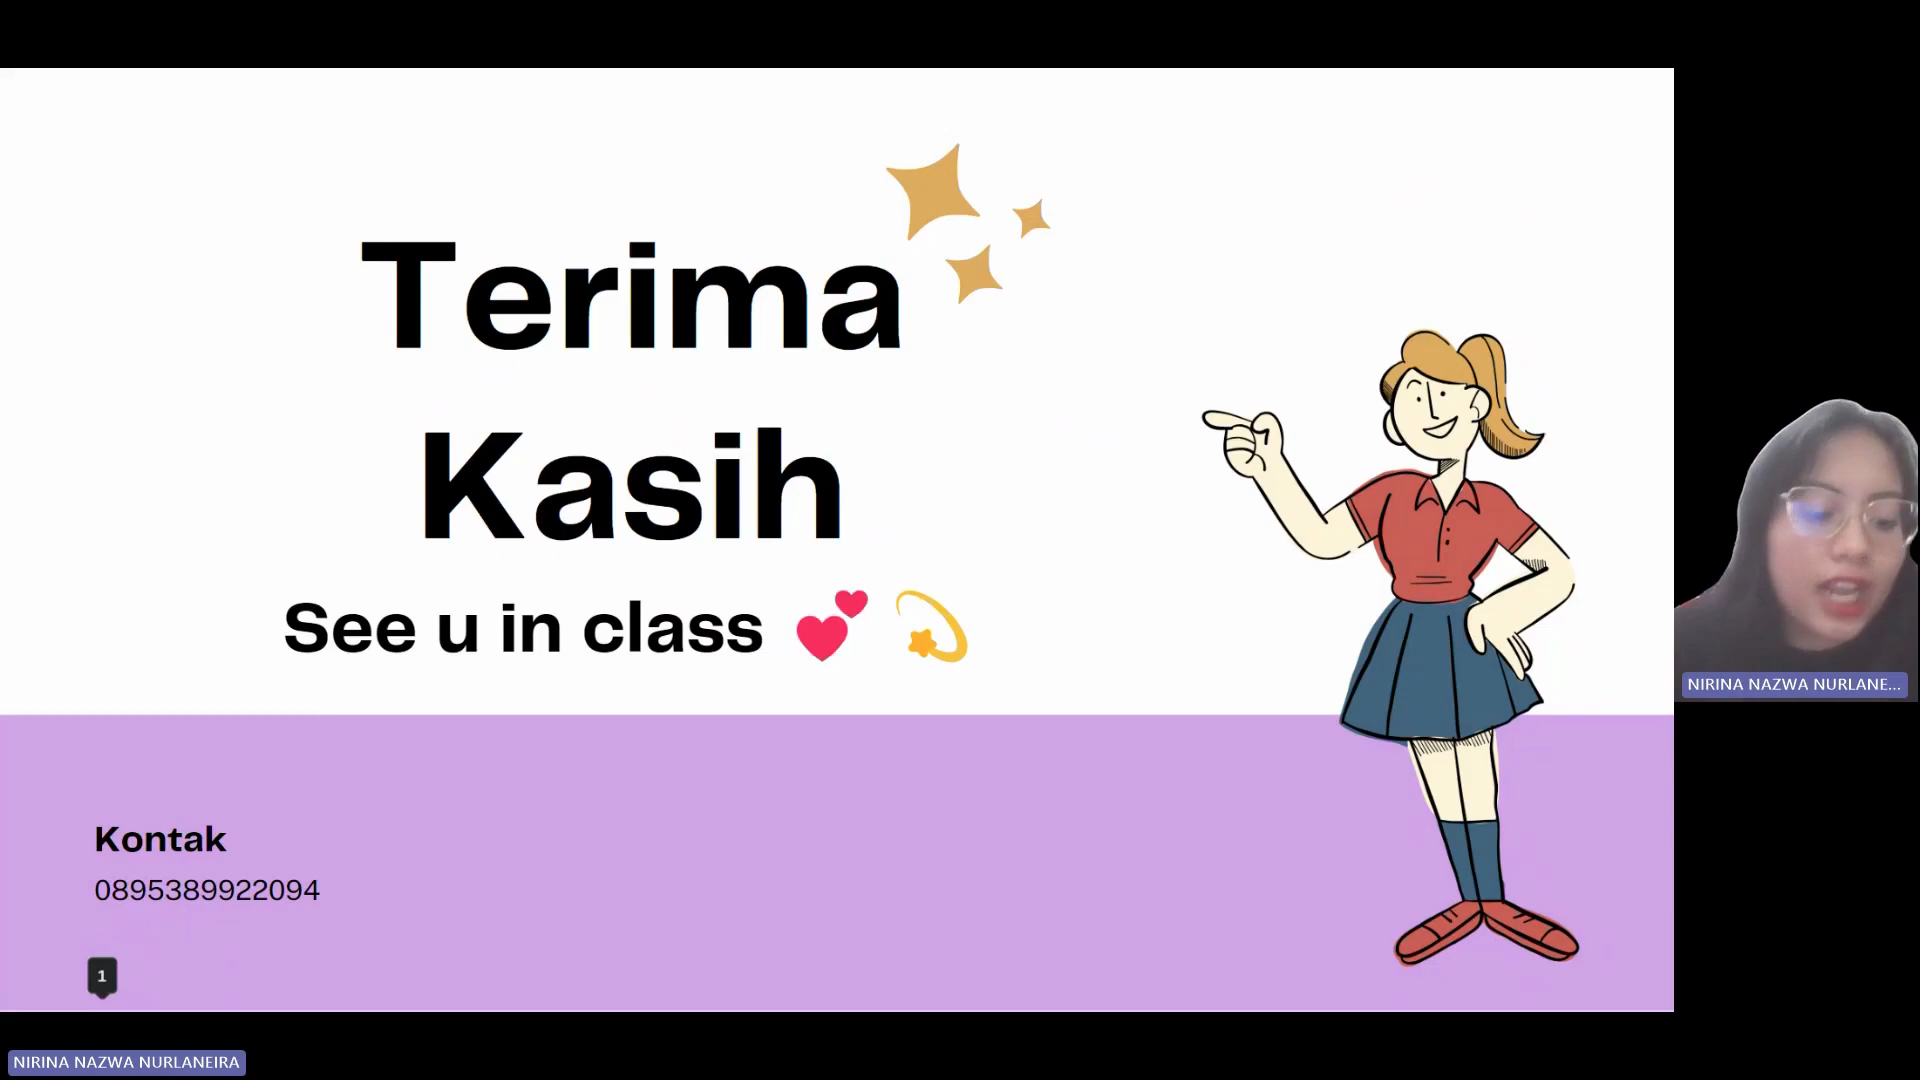 Terima
Kasih
See u in class 💕 💫
Kontak
0895389922094
1
NIRINA NAZWA NURLANE...
NIRINA NAZWA NURLANEIRA